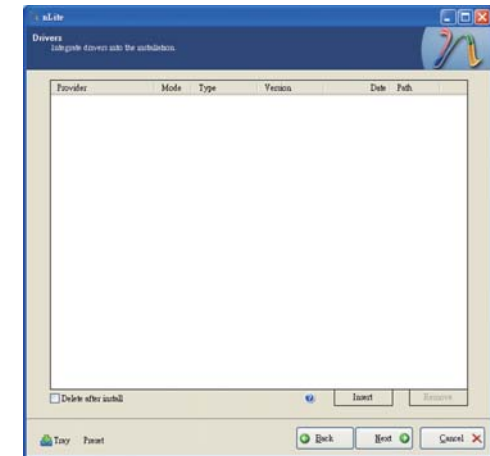 nLite
Drivers
Integrate drivers into the installation.
Provider Mode Type Version Date Path
Delete after install
Insert Remove
Tray Preset Back Next Cancel